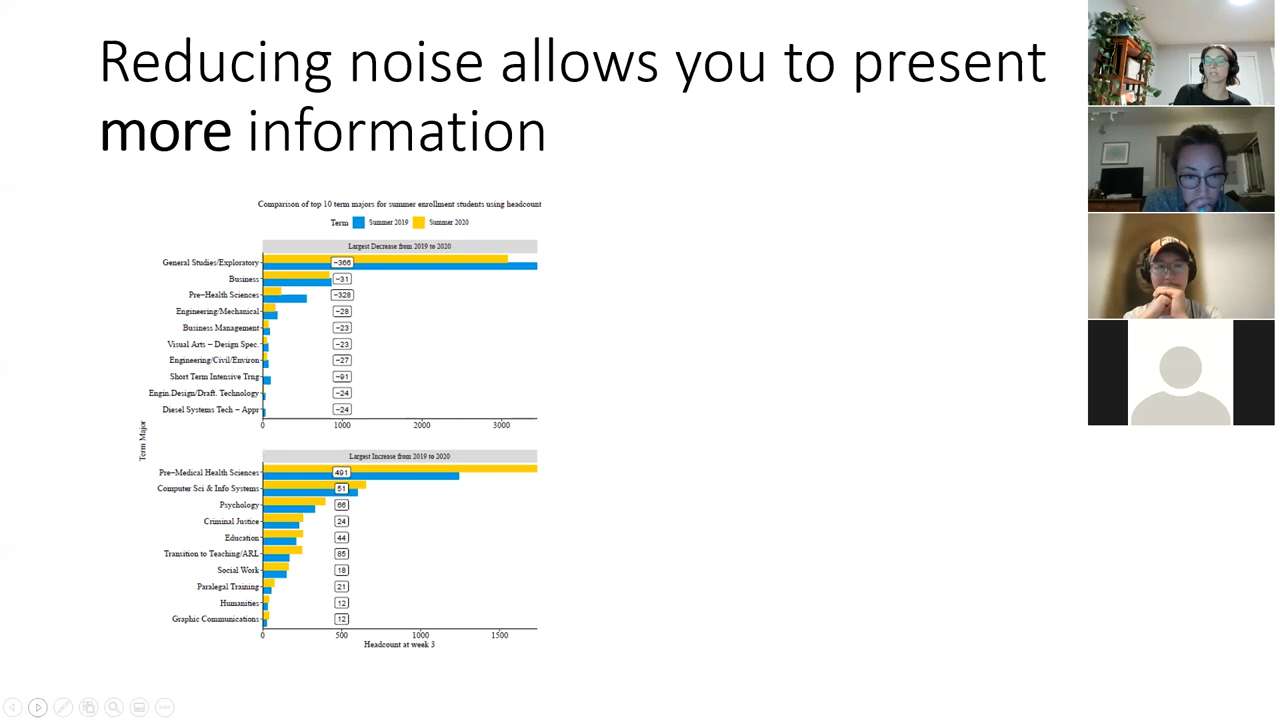 Reducing noise allows you to present
more information
Comparison of top 10 term majors for summer enrollment students using headcount
Term Summer 2019 Summer 2020
Largest Decrease from 2019 to 2020
General Studies/Exploratory −366
Business −31
Pre−Health Sciences −328
Engineering/Mechanical −28
Business Management −23
Visual Arts − Design Spec. −23
Engineering/Civil/Environ −27
Short Term Intensive Trng −91
Engin.Design/Draft. Technology −24
Diesel Systems Tech − Appr −24
0 1000 2000 3000
Term Major
Largest Increase from 2019 to 2020
Pre−Medical Health Sciences 491
Computer Sci & Info Systems 51
Psychology 66
Criminal Justice 24
Education 44
Transition to Teaching/ARL 85
Social Work 18
Paralegal Training 21
Humanities 12
Graphic Communications 12
0 500 1000 1500
Headcount at week 3